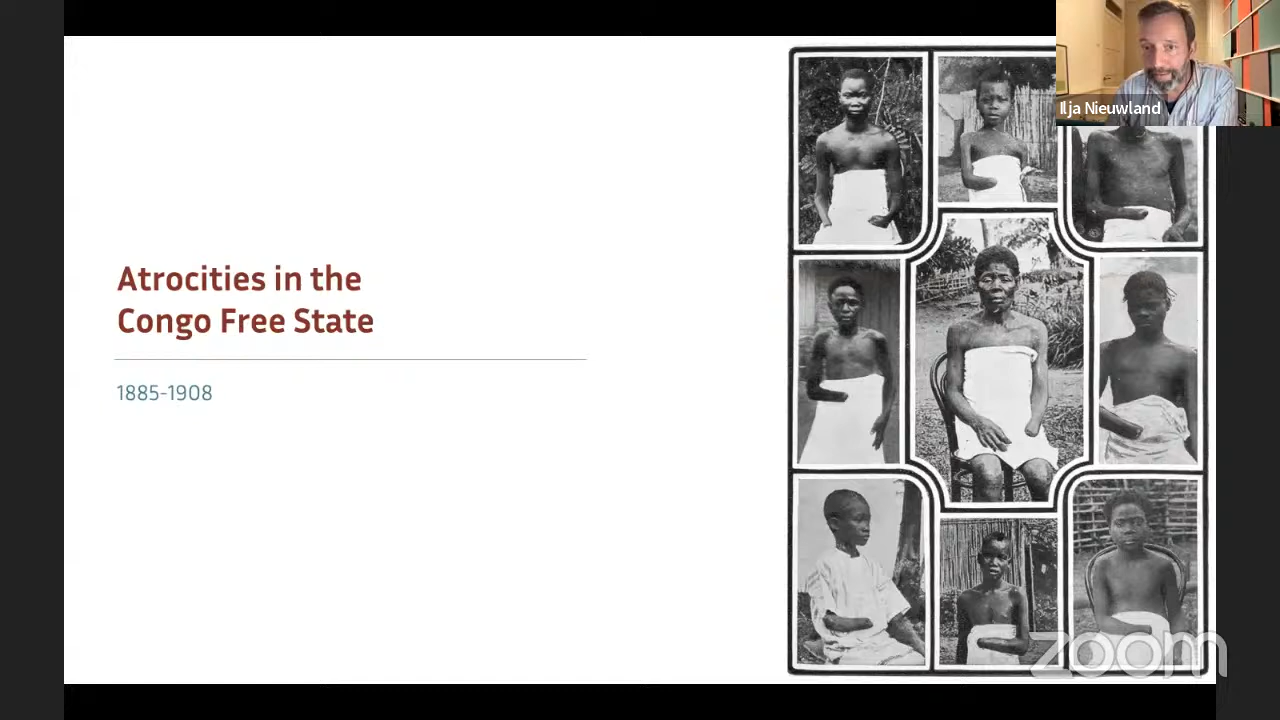 Ilja Nieuwland
Atrocities in the
Congo Free State
1885-1908
zoom